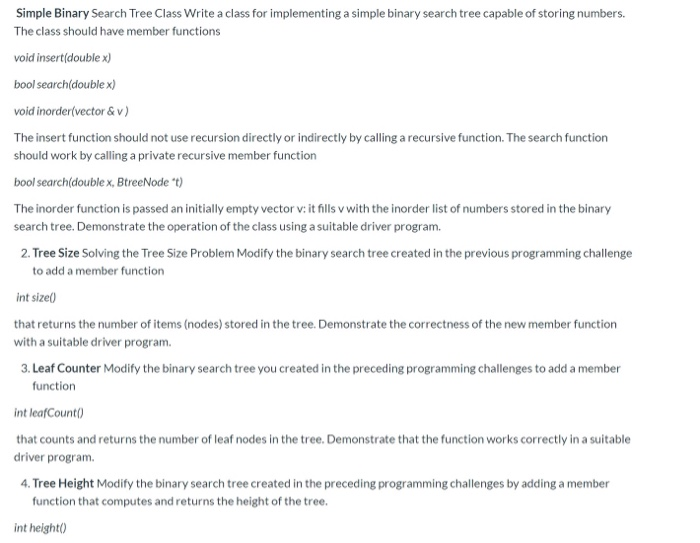 Simple Binary Search Tree Class Write a class for implementing a simple binary search tree capable of storing numbers.
The class should have member functions
void insert(double x)
bool search(double x)
void inorder(vector & v )
The insert function should not use recursion directly or indirectly by calling a recursive function. The search function
should work by calling a private recursive member function
bool search(double x, BtreeNode *t)
The inorder function is passed an initially empty vector v: it fills v with the inorder list of numbers stored in the binary
search tree. Demonstrate the operation of the class using a suitable driver program.
2. Tree Size Solving the Tree Size Problem Modify the binary search tree created in the previous programming challenge
to add a member function
int size()
that returns the number of items (nodes) stored in the tree. Demonstrate the correctness of the new member function
with a suitable driver program.
3. Leaf Counter Modify the binary search tree you created in the preceding programming challenges to add a member
function
int leafCount()
that counts and returns the number of leaf nodes in the tree. Demonstrate that the function works correctly in a suitable
driver program.
4. Tree Height Modify the binary search tree created in the preceding programming challenges by adding a member
function that computes and returns the height of the tree.
int height()